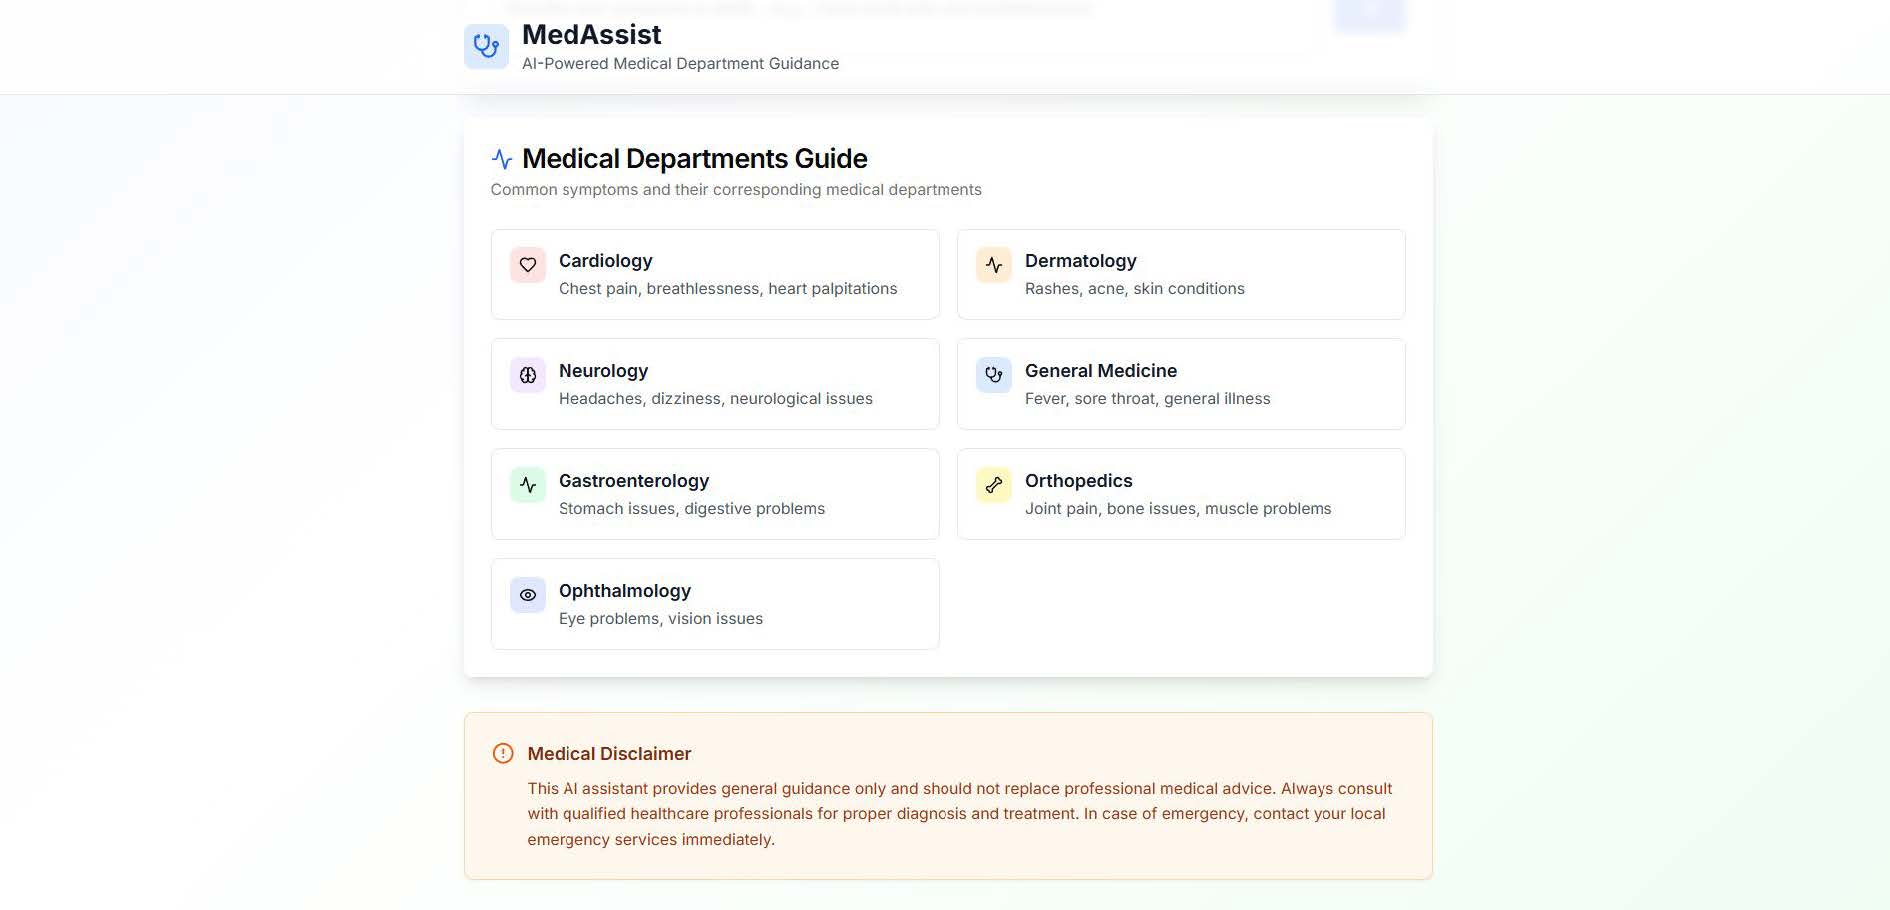 MedAssist
AI-Powered Medical Department Guidance
Medical Departments Guide
Common symptoms and their corresponding medical departments
Cardiology
Chest pain, breathlessness, heart palpitations
Dermatology
Rashes, acne, skin conditions
Neurology
Headaches, dizziness, neurological issues
General Medicine
Fever, sore throat, general illness
Gastroenterology
Stomach issues, digestive problems
Orthopedics
Joint pain, bone issues, muscle problems
Ophthalmology
Eye problems, vision issues
Medical Disclaimer
This AI assistant provides general guidance only and should not replace professional medical advice. Always consult
with qualified healthcare professionals for proper diagnosis and treatment. In case of emergency, contact your local
emergency services immediately.